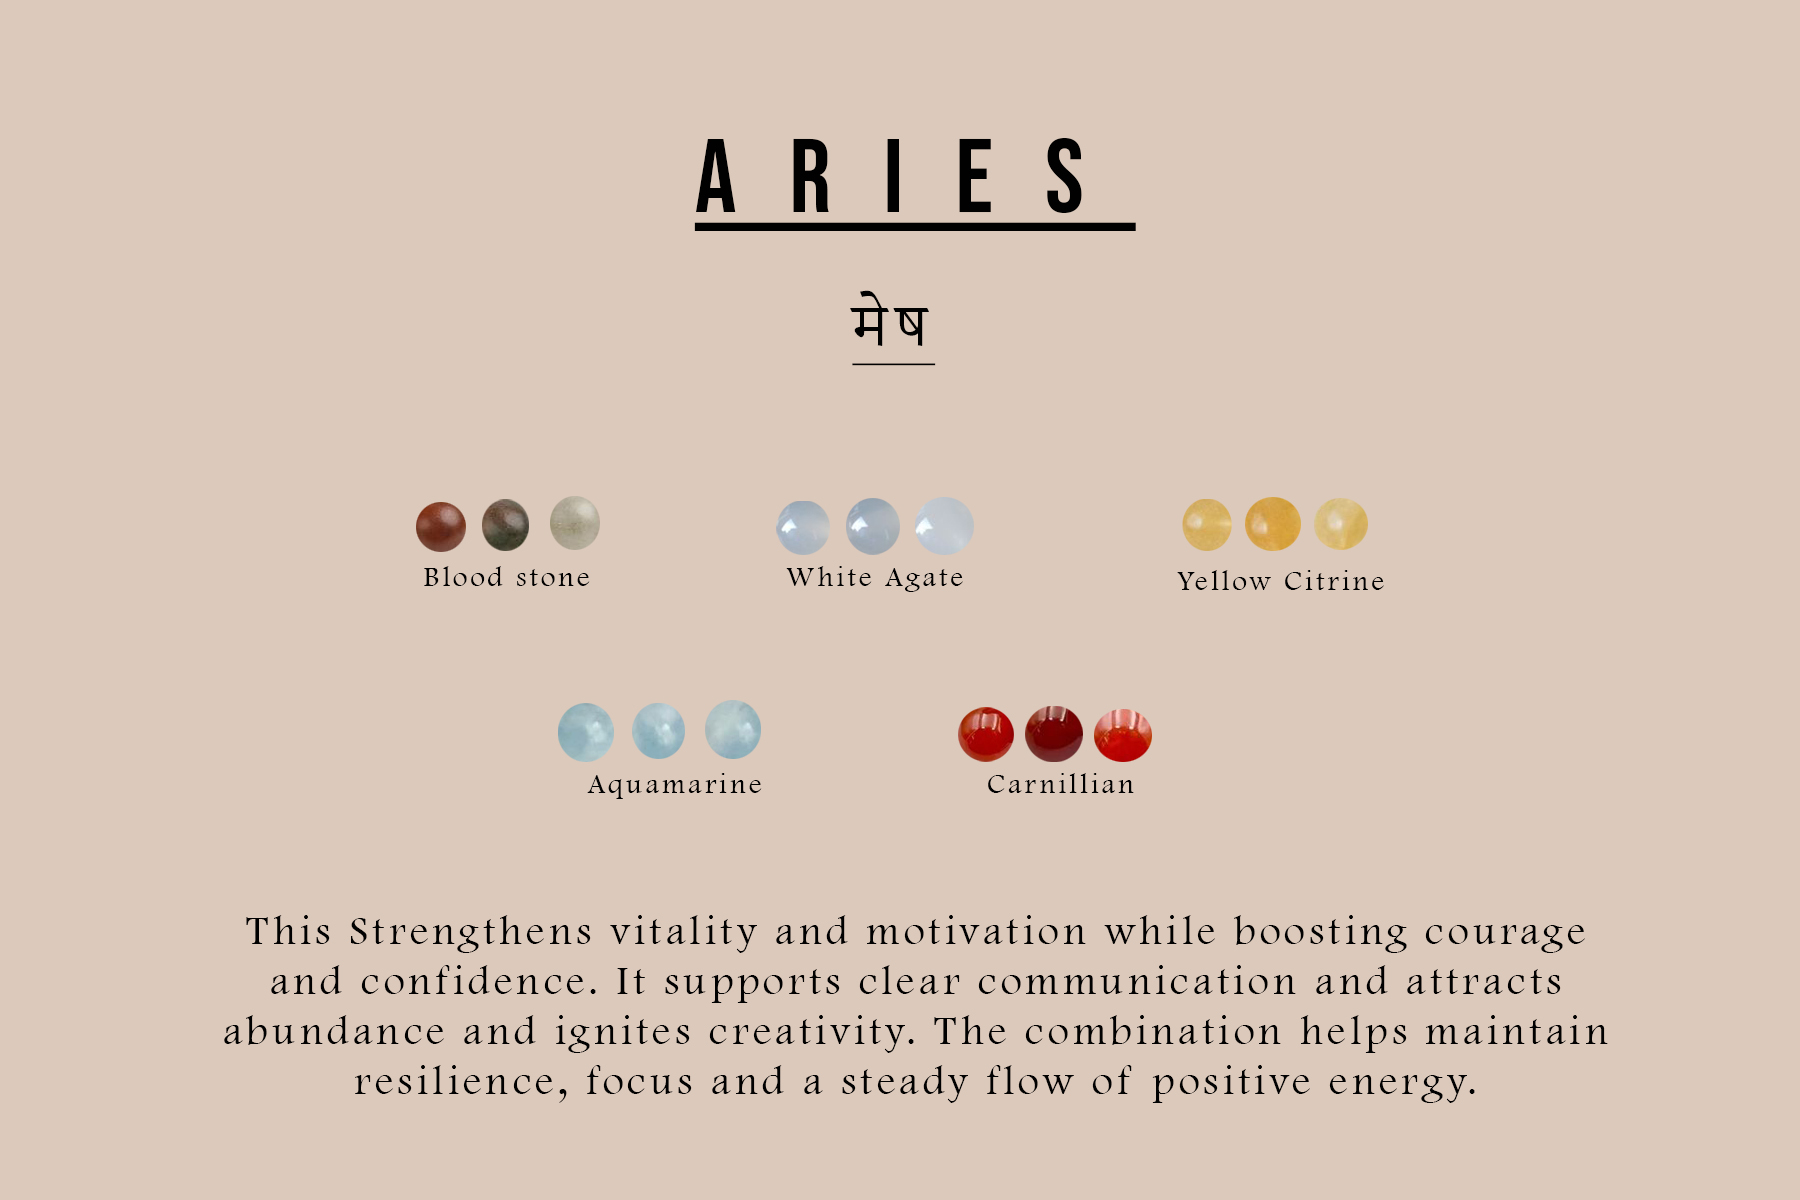 ARIES
मेष
Blood stone
White Agate
Yellow Citrine
Aquamarine
Carnillian
This Strengthens vitality and motivation while boosting courage
and confidence. It supports clear communication and attracts
abundance and ignites creativity. The combination helps maintain
resilience, focus and a steady flow of positive energy.